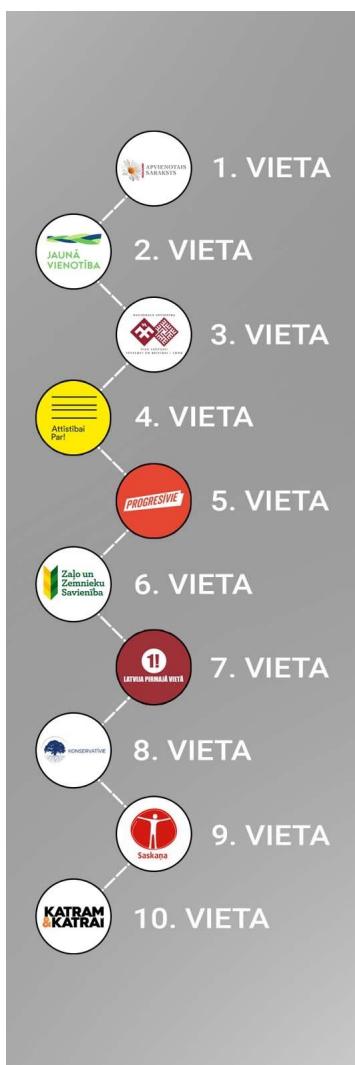 APVIENOTAIS
SARAKSTS
1. VIETA
JAUNĀ
VIENOTĪBA
2. VIETA
NACIONĀLĀ APVIENĪBA
3. VIETA
Attīstībai
Par!
4. VIETA
PROGRESĪVIE
5. VIETA
Zaļo un
Zemnieku
Savienība
6. VIETA
1!
LATVIJA PIRMAJĀ VIETĀ
7. VIETA
KONSERVATĪVIE
8. VIETA
Saskaņa
9. VIETA
KATRAM
&KATRAI
10. VIETA